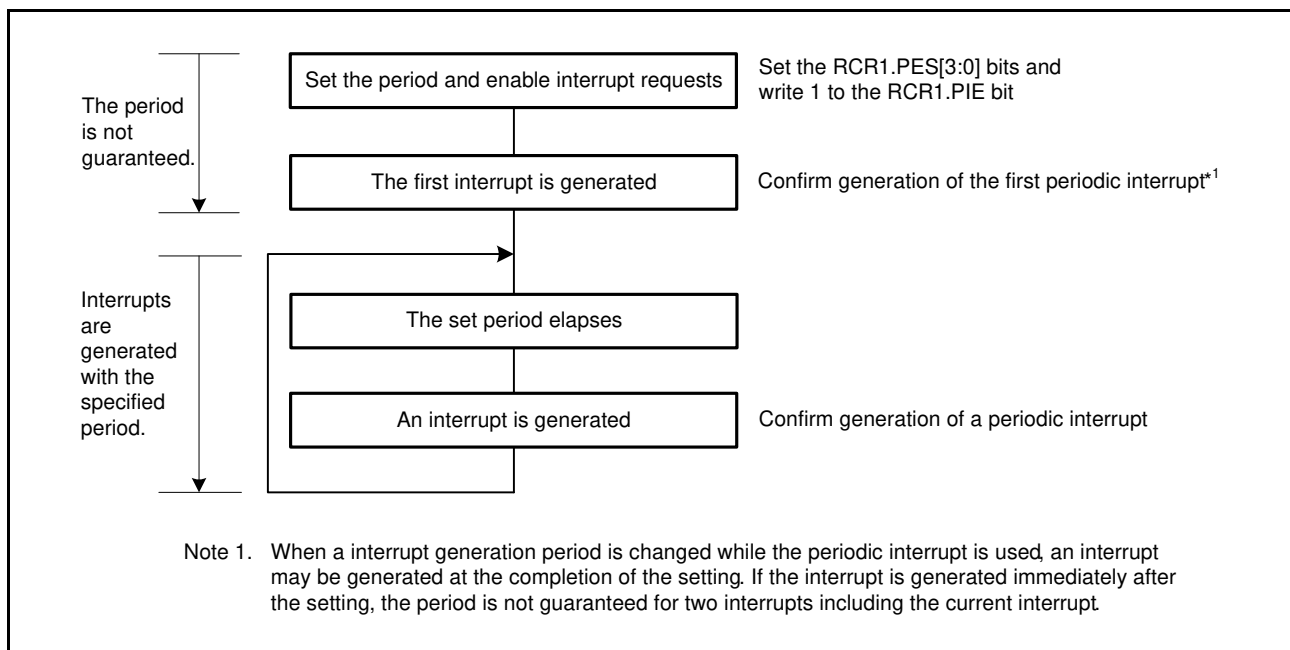 Set the period and enable interrupt requests
Set the RCR1.PES[3:0] bits and
write 1 to the RCR1.PIE bit
The period
is not
guaranteed.
The first interrupt is generated
Confirm generation of the first periodic interrupt*1
Interrupts
are
generated
with the
specified
period.
The set period elapses
An interrupt is generated
Confirm generation of a periodic interrupt
Note 1. When a interrupt generation period is changed while the periodic interrupt is used, an interrupt
may be generated at the completion of the setting. If the interrupt is generated immediately after
the setting, the period is not guaranteed for two interrupts including the current interrupt.